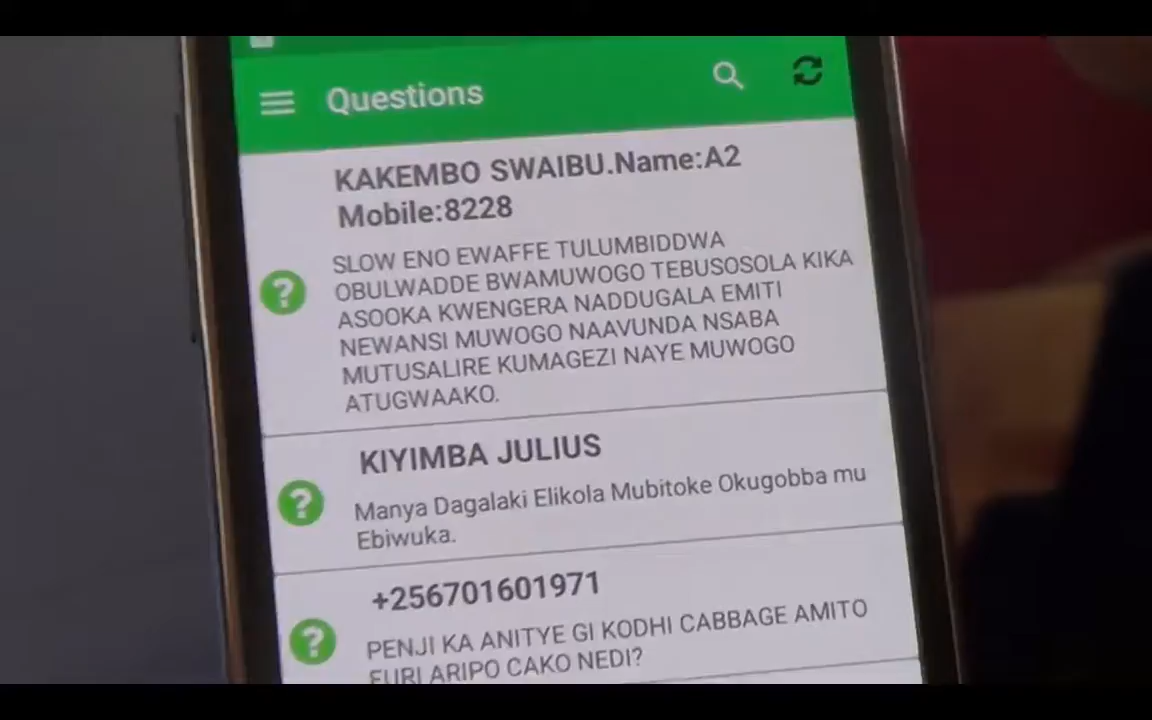 Questions
KAKEMBO SWAIBU.Name:A2
Mobile:8228
SLOW ENO EWAFFE TULUMBIDDWA
OBULWADDE BWAMUWOGO TEBUSOSOLA KIKA
ASOOKA KWENGERA NADDUGALA EMITI
NEWANSI MUWOGO NAAVUNDA NSABA
MUTUSALIRE KUMAGEZI NAYE MUWOGO
ATUGWAAKO.
KIYIMBA JULIUS
Manya Dagalaki Elikola Mubitoke Okugobba mu
Ebiwuka.
+256701601971
PENJI KA ANITYE GI KODHI CABBAGE AMITO
FURI ARIPO CAKO NEDI?